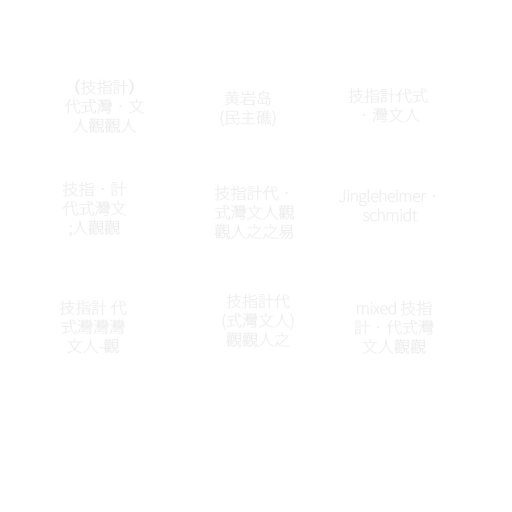 （技指計）
代式灣・文
人觀觀人
黄岩岛
(民主礁)
技指計代式
・灣文人
技指・計
代式灣文
;人觀觀
技指計代・
式灣文人觀
觀人之之易
Jingleheimer・
schmidt
技指計 代
式灣灣灣
文人-觀
技指計代
(式灣文人)
觀觀人之
mixed 技指
計・代式灣
文人觀觀